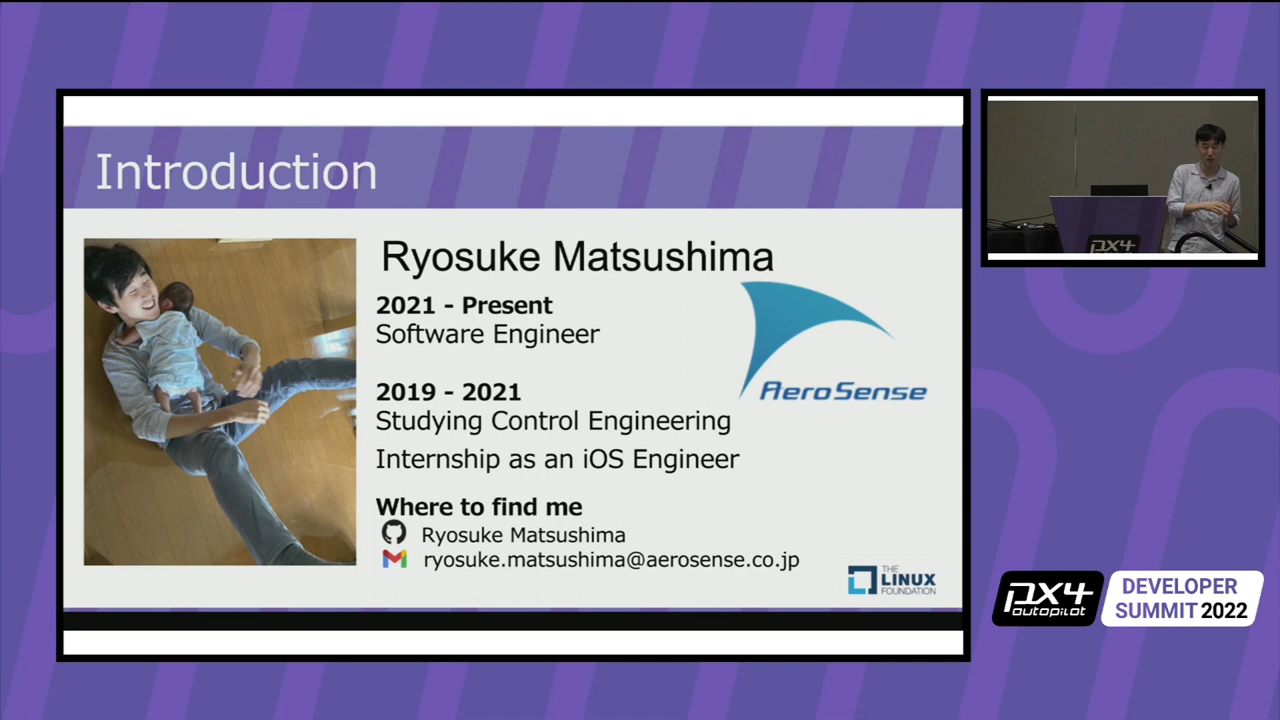 Introduction
Ryosuke Matsushima
2021 - Present
Software Engineer
AeroSense
2019 - 2021
Studying Control Engineering
Internship as an iOS Engineer
Where to find me
Ryosuke Matsushima
ryosuke.matsushima@aerosense.co.jp
THE
LINUX
FOUNDATION
px4
px4
autopilot
DEVELOPER
SUMMIT 2022